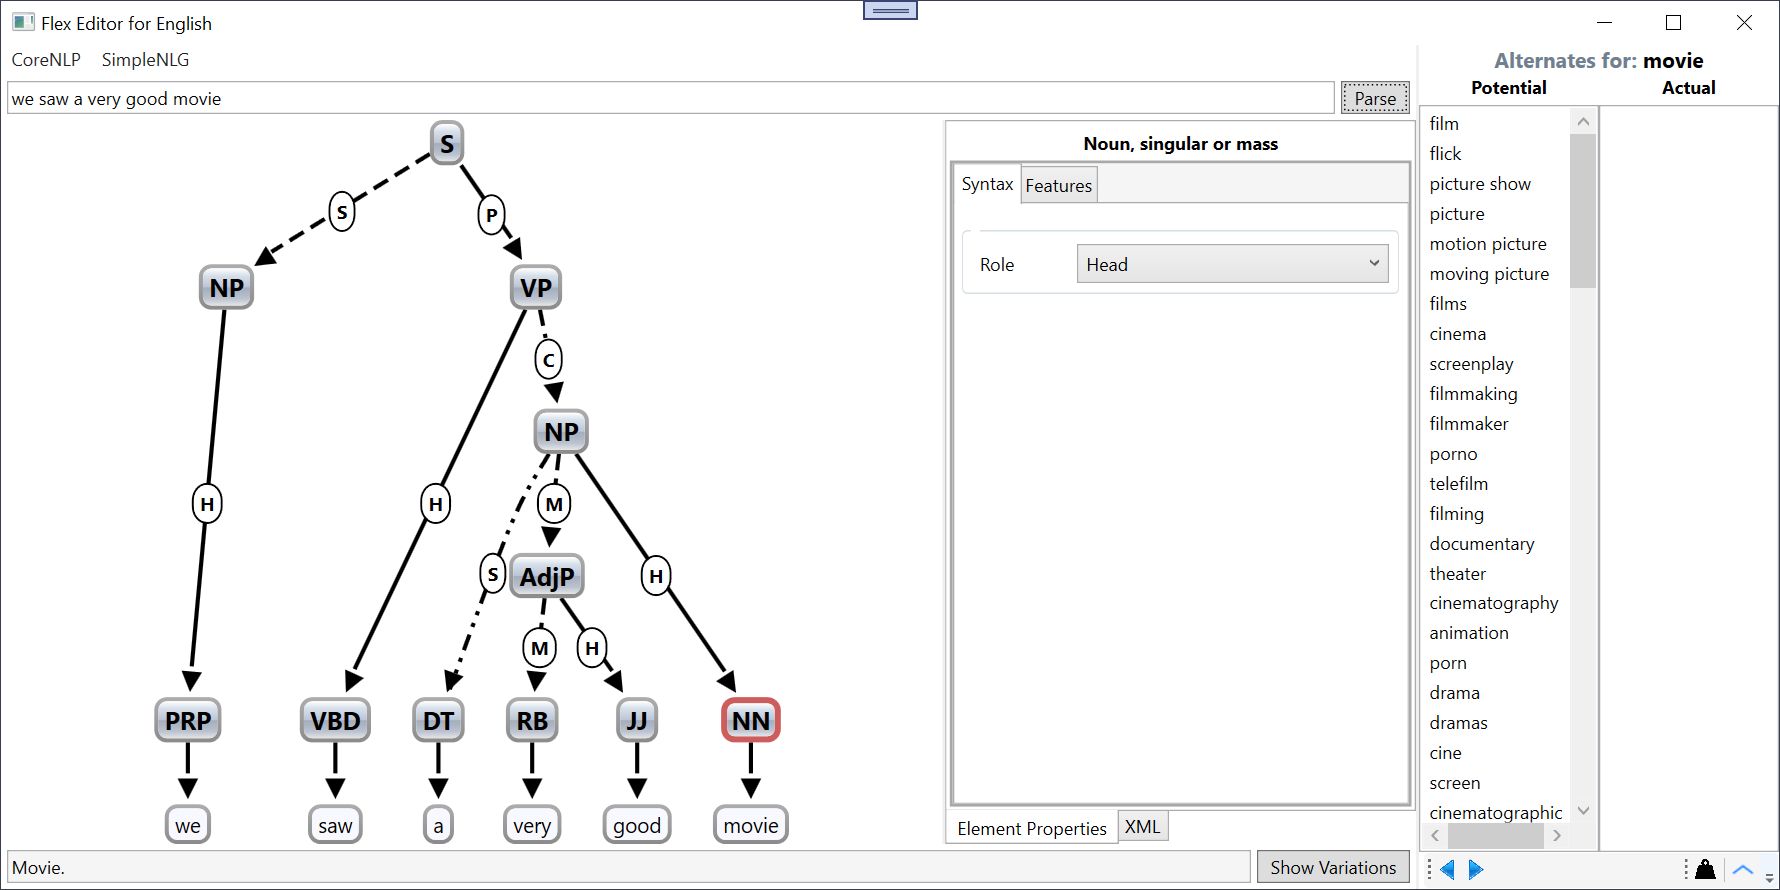 Flex Editor for English
CoreNLP SimpleNLG
we saw a very good movie
Parse
S
S P
NP VP
C
NP
H H M
S AdjP H
M H
PRP VBD DT RB JJ NN
we saw a very good movie
Movie.
Show Variations
Noun, singular or mass
Syntax Features
Role Head
Element Properties XML
Alternates for: movie
Potential Actual
film
flick
picture show
picture
motion picture
moving picture
films
cinema
screenplay
filmmaking
filmmaker
porno
telefilm
filming
documentary
theater
cinematography
animation
porn
drama
dramas
cine
screen
cinematographic